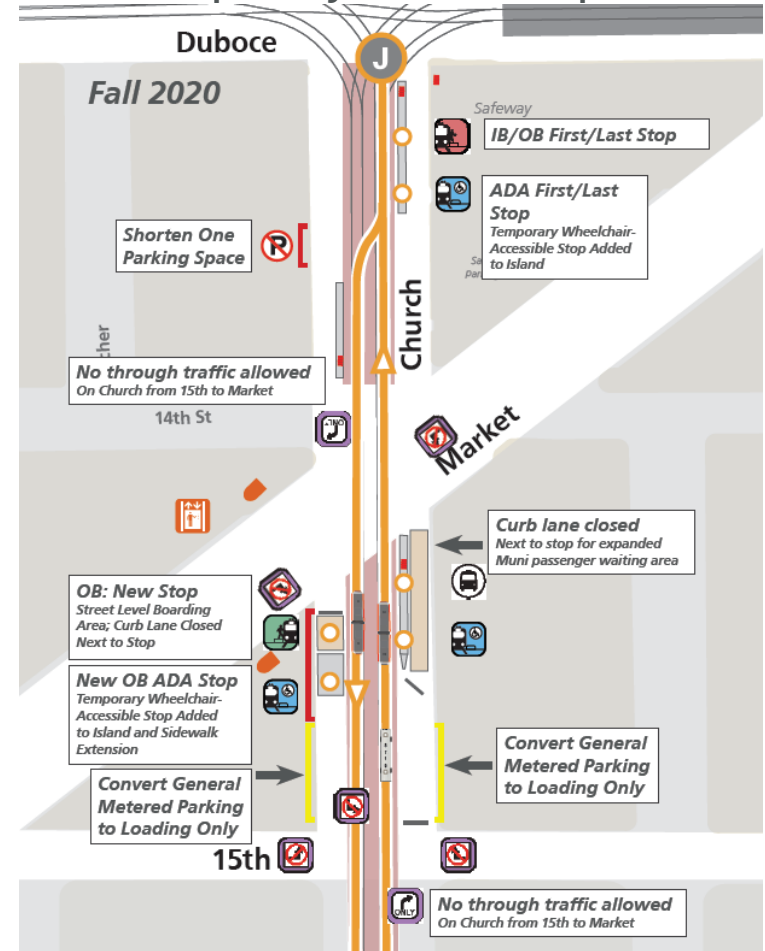 Duboce
J
Fall 2020
Safeway
IB/OB First/Last Stop
ADA First/Last
Stop
Temporary Wheelchair-
Accessible Stop Added
to Island
Shorten One
Parking Space
P
Church
No through traffic allowed
On Church from 15th to Market
14th St
ONLY
Market
Curb lane closed
Next to stop for expanded
Muni passenger waiting area
OB: New Stop
Street Level Boarding
Area; Curb Lane Closed
Next to Stop
New OB ADA Stop
Temporary Wheelchair-
Accessible Stop Added
to Island and Sidewalk
Extension
Convert General
Metered Parking
to Loading Only
Convert General
Metered Parking
to Loading Only
15th
ONLY
No through traffic allowed
On Church from 15th to Market